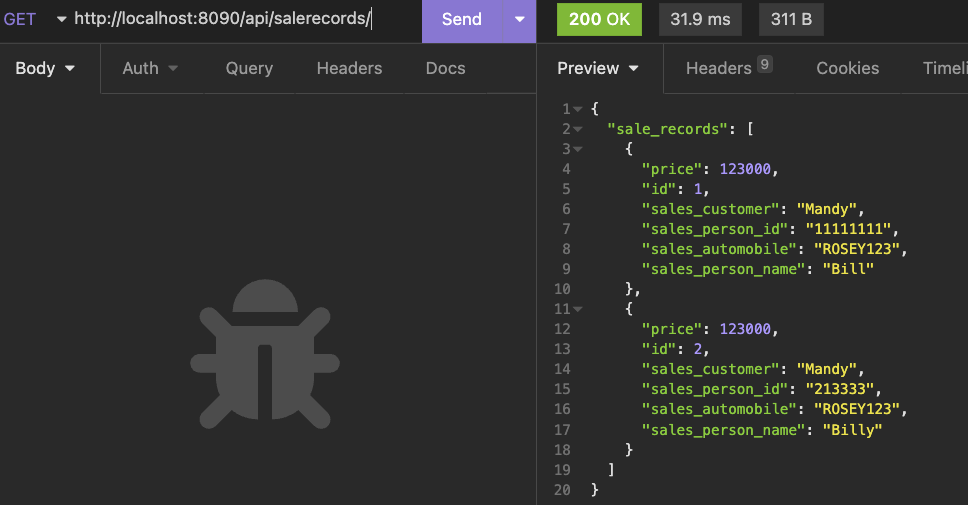 GET http://localhost:8090/api/salerecords/ Send 200 OK 31.9 ms 311 B
Body Auth Query Headers Docs Preview Headers 9 Cookies Timeli
1 {
2 "sale_records": [
3 {
4 "price": 123000,
5 "id": 1,
6 "sales_customer": "Mandy",
7 "sales_person_id": "11111111",
8 "sales_automobile": "ROSEY123",
9 "sales_person_name": "Bill"
10 },
11 {
12 "price": 123000,
13 "id": 2,
14 "sales_customer": "Mandy",
15 "sales_person_id": "213333",
16 "sales_automobile": "ROSEY123",
17 "sales_person_name": "Billy"
18 }
19 ]
20 }